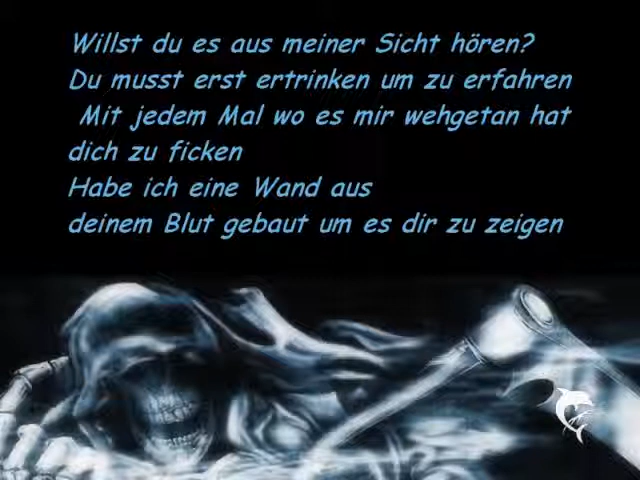 Willst du es aus meiner Sicht hören?
Du musst erst ertrinken um zu erfahren
Mit jedem Mal wo es mir wehgetan hat
dich zu ficken
Habe ich eine Wand aus
deinem Blut gebaut um es dir zu zeigen